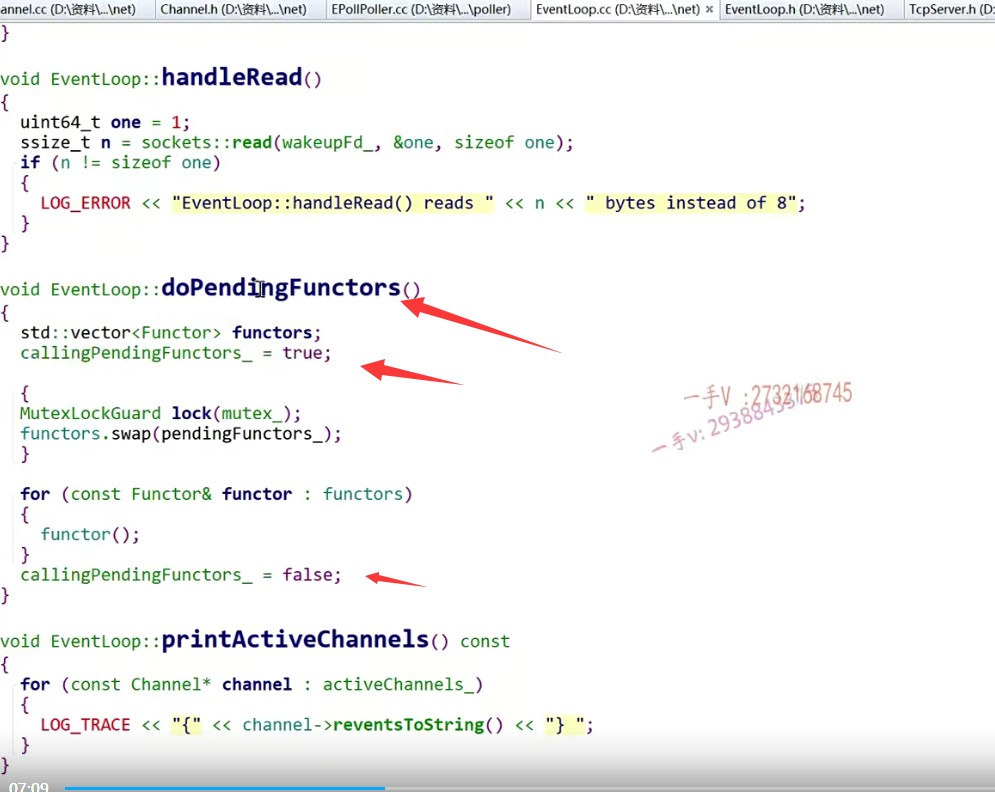 annel.cc (D:\资料\...\net) Channel.h (D:\资料\...\net) EPollPoller.cc (D:\资料\...\poller) EventLoop.cc (D:\资料\...\net) × EventLoop.h (D:\资料\...\net) TcpServer.h (D:
}
void EventLoop::handleRead()
{
uint64_t one = 1;
ssize_t n = sockets::read(wakeupFd_, &one, sizeof one);
if (n != sizeof one)
{
LOG_ERROR << "EventLoop::handleRead() reads " << n << " bytes instead of 8";
}
}
void EventLoop::doPendingFunctors()
{
std::vector<Functor> functors;
callingPendingFunctors_ = true;
{
MutexLockGuard lock(mutex_);
functors.swap(pendingFunctors_);
}
for (const Functor& functor : functors)
{
functor();
}
callingPendingFunctors_ = false;
}
void EventLoop::printActiveChannels() const
{
for (const Channel* channel : activeChannels_)
{
LOG_TRACE << "{" << channel->reventsToString() << "} ";
}
}
一手V :2732168745
一手v:
07:09